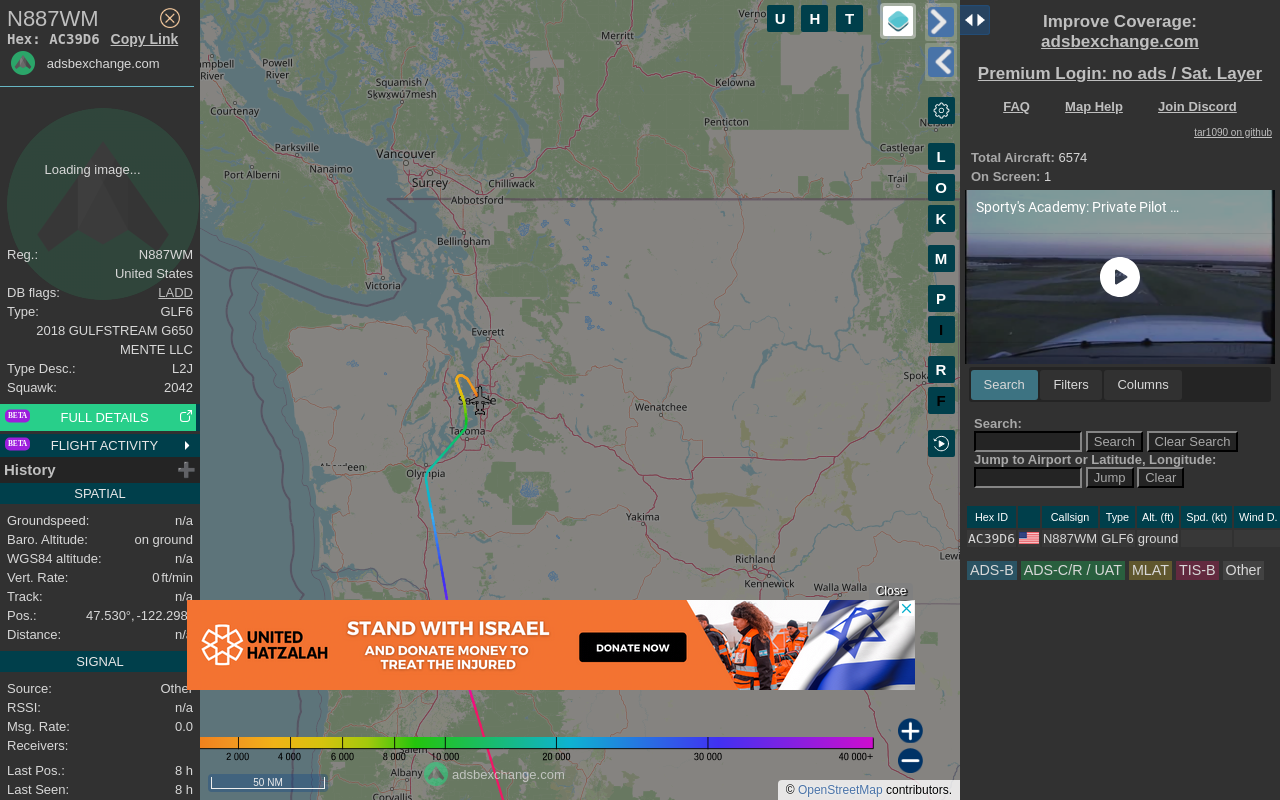 N887WM
Hex: AC39D6 Copy Link
adsbexchange.com
Loading image...
Reg.: N887WM
United States
DB flags: LADD
Type: GLF6
2018 GULFSTREAM G650
MENTE LLC
Type Desc.: L2J
Squawk: 2042
BETA FULL DETAILS
BETA FLIGHT ACTIVITY
History
SPATIAL
Groundspeed: n/a
Baro. Altitude: on ground
WGS84 altitude: n/a
Vert. Rate: 0 ft/min
Track: n/a
Pos.: 47.530°, -122.298
Distance: n/a
SIGNAL
Source: Other
RSSI: n/a
Msg. Rate: 0.0
Receivers:
Last Pos.: 8 h
Last Seen: 8 h
Verno
U H T
Merritt
Powell
River
mpbell
River
Squamish /
Sḵwx̱wú7mesh
Kelowna
Courtenay
Penticton
Parksville
Nanaimo
Port Alberni
Vancouver
Surrey
Chilliwack
Abbotsford
Castlegar
Trail
Bellingham
Victoria
Everett
Wenatchee
Tacoma
Aberdeen
Olympia
Yakima
Richland
Kennewick
Walla Walla
Spok
Lewi
L
O
K
M
P
I
R
F
Close
UNITED
HATZALAH
STAND WITH ISRAEL
AND DONATE MONEY TO
TREAT THE INJURED
DONATE NOW
2 000 4 000 6 000 8 000 10 000 20 000 30 000 40 000+
Salem
Albany
adsbexchange.com
50 NM
Corvallis
© OpenStreetMap contributors.
Improve Coverage:
adsbexchange.com
Premium Login: no ads / Sat. Layer
FAQ Map Help Join Discord
tar1090 on github
Total Aircraft: 6574
On Screen: 1
Sporty's Academy: Private Pilot ...
Search Filters Columns
Search:
Search Clear Search
Jump to Airport or Latitude, Longitude:
Jump Clear
Hex ID Callsign Type Alt. (ft) Spd. (kt) Wind D.
AC39D6 N887WM GLF6 ground
ADS-B ADS-C/R / UAT MLAT TIS-B Other